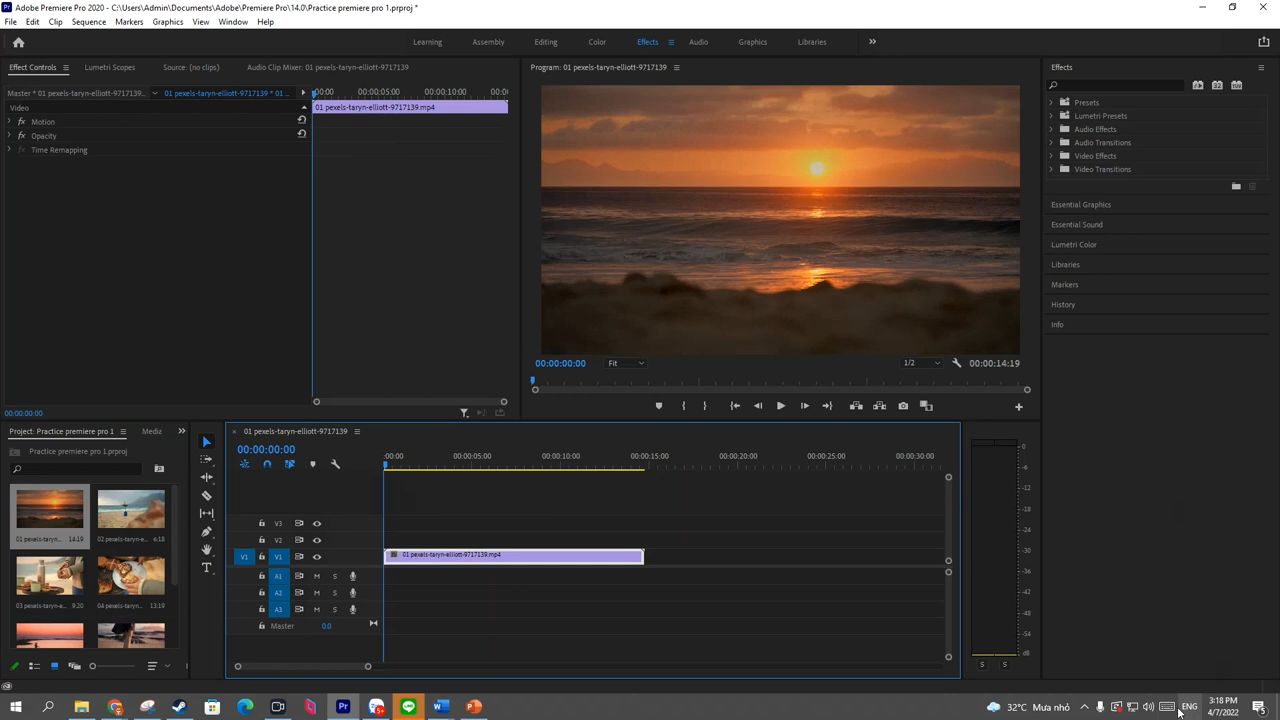 Adobe Premiere Pro 2020 - C:\Users\Admin\Documents\Adobe\Premiere Pro\14.0\Practice premiere pro 1.prproj *
File Edit Clip Sequence Markers Graphics View Window Help
Learning Assembly Editing Color Effects Audio Graphics Libraries
Effect Controls Lumetri Scopes Source: (no clips) Audio Clip Mixer: 01 pexels-taryn-elliott-9717139
Master * 01 pexels-taryn-elliott-9717139... 01 pexels-taryn-elliott-9717139 * 01 ...
:00:00 00:00:05:00 00:00:10:00 00:0
Video
01 pexels-taryn-elliott-9717139.mp4
fx Motion
fx Opacity
fx Time Remapping
00:00:00:00
Program: 01 pexels-taryn-elliott-9717139
00:00:00:00 Fit 1/2 00:00:14:19
Effects
Presets
Lumetri Presets
Audio Effects
Audio Transitions
Video Effects
Video Transitions
Essential Graphics
Essential Sound
Lumetri Color
Libraries
Markers
History
Info
Project: Practice premiere pro 1 Media
Practice premiere pro 1.prproj
01 pexels-taryn... 14:19 02 pexels-taryn-e... 6:18
03 pexels-taryn-e... 9:20 04 pexels-taryn... 13:19
01 pexels-taryn-elliott-9717139
00:00:00:00
:00:00 00:00:05:00 00:00:10:00 00:00:15:00 00:00:20:00 00:00:25:00 00:00:30:00
V3
V2
V1 V1 01 pexels-taryn-elliott-9717139.mp4
A1 M S
A2 M S
A3 M S
Master 0.0
0
-6
-12
-18
-24
-30
-36
-42
-48
-54
dB
S S
32°C Mưa nhỏ ENG 3:18 PM
4/7/2022